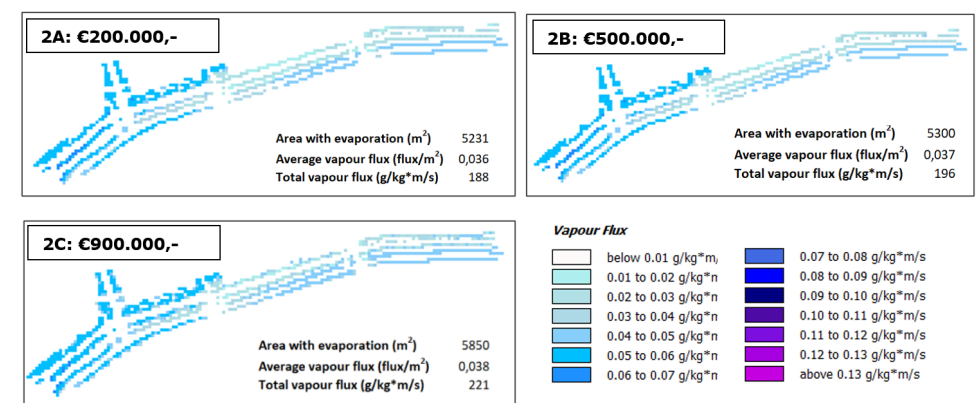 2A: €200.000,-
Area with evaporation (m²) 5231
Average vapour flux (flux/m²) 0,036
Total vapour flux (g/kg*m/s) 188
2B: €500.000,-
Area with evaporation (m²) 5300
Average vapour flux (flux/m²) 0,037
Total vapour flux (g/kg*m/s) 196
2C: €900.000,-
Area with evaporation (m²) 5850
Average vapour flux (flux/m²) 0,038
Total vapour flux (g/kg*m/s) 221
Vapour Flux
below 0.01 g/kg*m/
0.01 to 0.02 g/kg*n
0.02 to 0.03 g/kg*n
0.03 to 0.04 g/kg*n
0.04 to 0.05 g/kg*n
0.05 to 0.06 g/kg*n
0.06 to 0.07 g/kg*n
0.07 to 0.08 g/kg*m/s
0.08 to 0.09 g/kg*m/s
0.09 to 0.10 g/kg*m/s
0.10 to 0.11 g/kg*m/s
0.11 to 0.12 g/kg*m/s
0.12 to 0.13 g/kg*m/s
above 0.13 g/kg*m/s